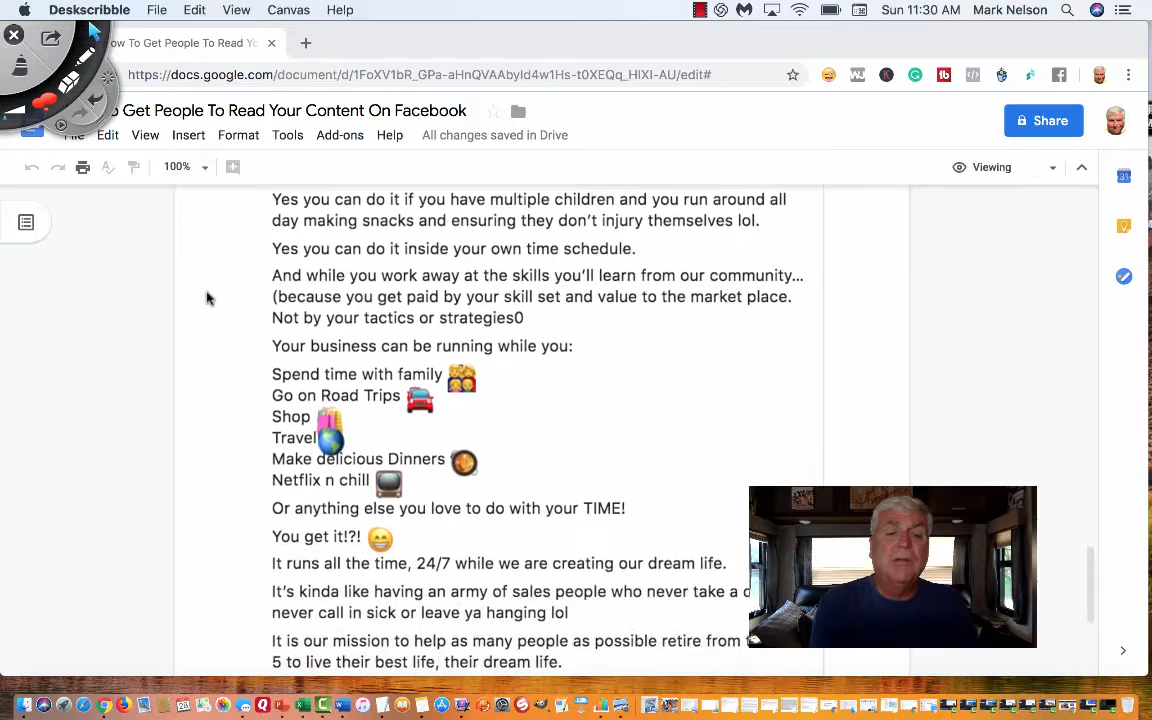 Deskscribble File Edit View Canvas Help Sun 11:30 AM Mark Nelson
ow To Get People To Read Yo
https://docs.google.com/document/d/1FoXV1bR_GPa-aHnQVAAbyId4w1Hs-t0XEQq_HIXI-AU/edit#
To Get People To Read Your Content On Facebook
Share
File Edit View Insert Format Tools Add-ons Help All changes saved in Drive
100% Viewing
Yes you can do it if you have multiple children and you run around all
day making snacks and ensuring they don't injury themselves lol.
Yes you can do it inside your own time schedule.
And while you work away at the skills you'll learn from our community...
(because you get paid by your skill set and value to the market place.
Not by your tactics or strategies0
Your business can be running while you:
Spend time with family
Go on Road Trips
Shop
Travel
Make delicious Dinners
Netflix n chill
Or anything else you love to do with your TIME!
You get it!?!
It runs all the time, 24/7 while we are creating our dream life.
It's kinda like having an army of sales people who never take a d
never call in sick or leave ya hanging lol
It is our mission to help as many people as possible retire from
5 to live their best life, their dream life.